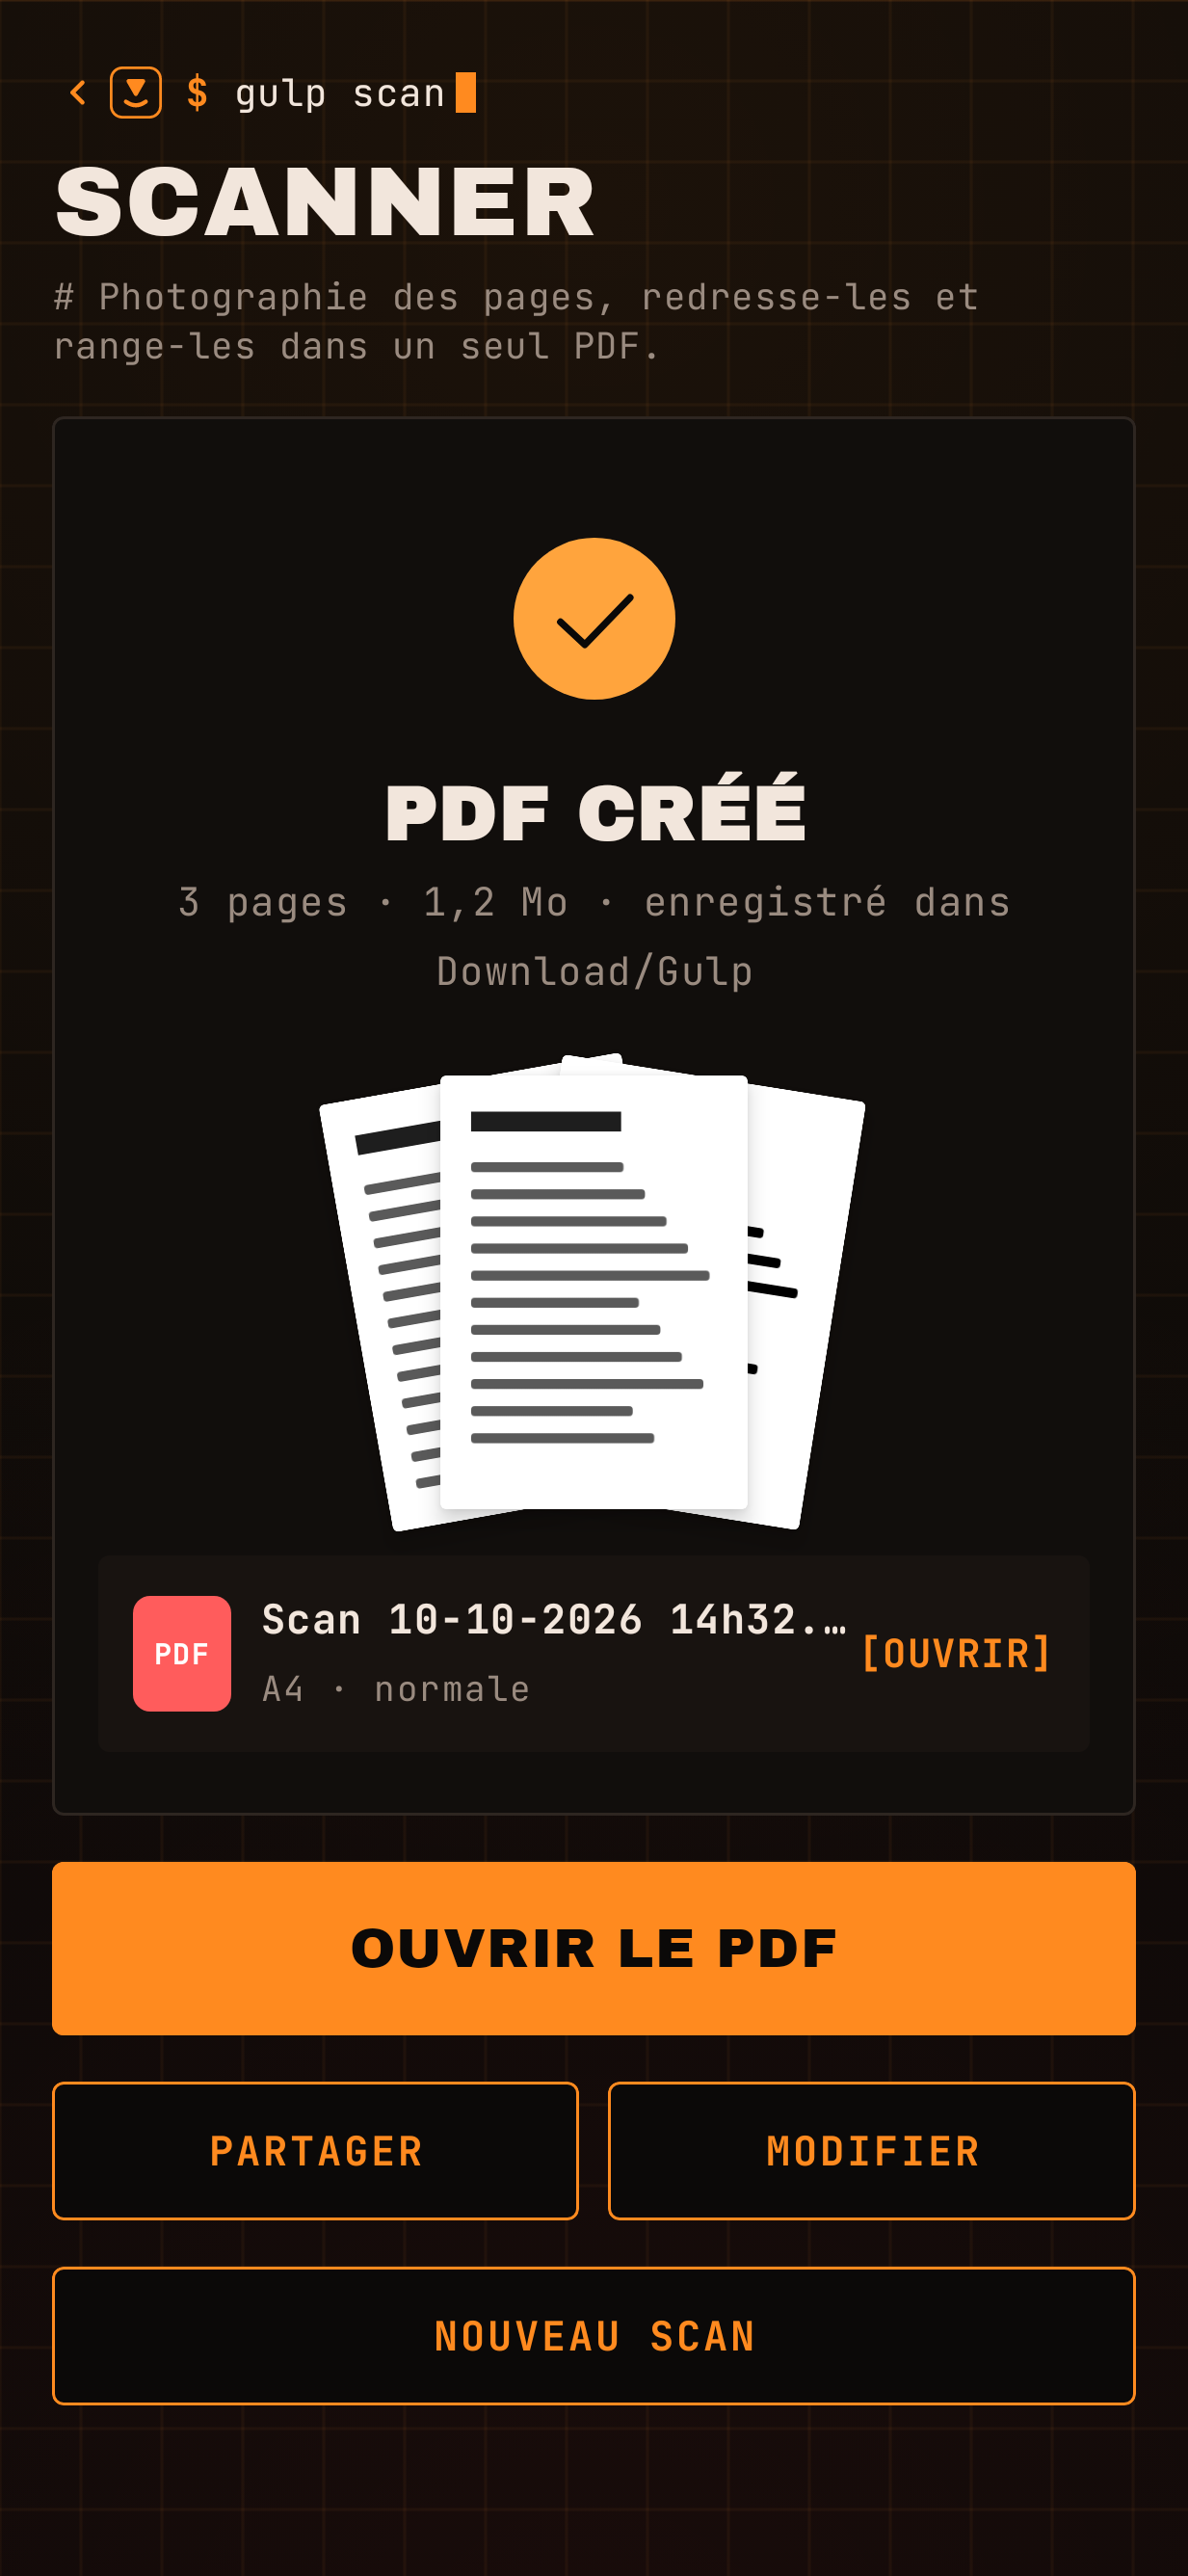 $ gulp scan
SCANNER
# Photographie des pages, redresse-les et
range-les dans un seul PDF.
PDF CRÉÉ
3 pages · 1,2 Mo · enregistré dans
Download/Gulp
PDF
Scan 10-10-2026 14h32.…
A4 · normale
[OUVRIR]
OUVRIR LE PDF
PARTAGER
MODIFIER
NOUVEAU SCAN